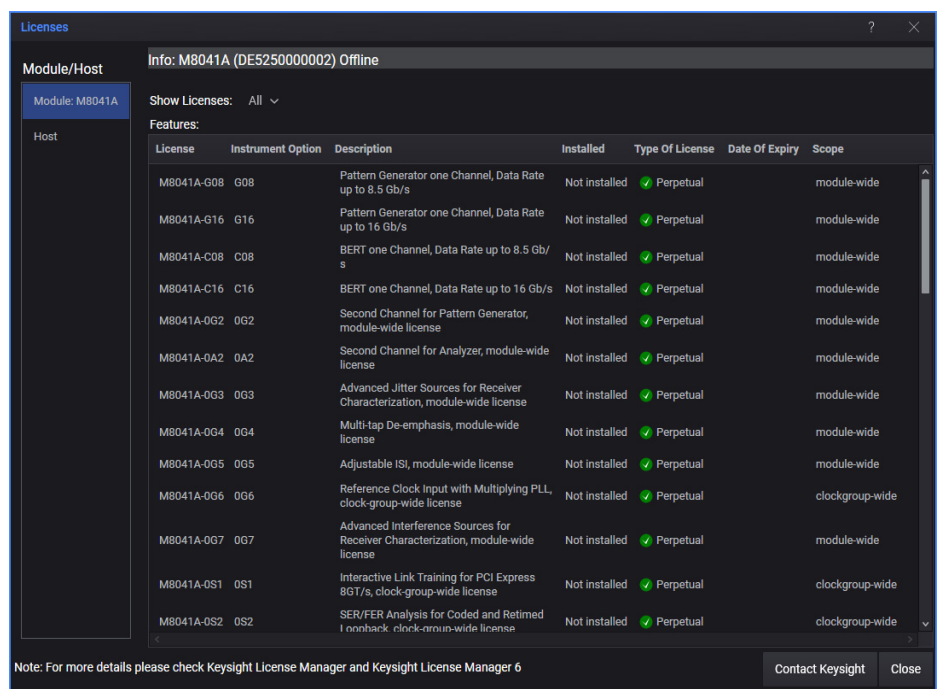 Licenses ?
Module/Host
Info: M8041A (DE5250000002) Offline
Module: M8041A
Host
Show Licenses: All
Features:
License Instrument Option Description Installed Type Of License Date Of Expiry Scope
M8041A-G08 G08 Pattern Generator one Channel, Data Rate
up to 8.5 Gb/s Not installed Perpetual module-wide
M8041A-G16 G16 Pattern Generator one Channel, Data Rate
up to 16 Gb/s Not installed Perpetual module-wide
M8041A-C08 C08 BERT one Channel, Data Rate up to 8.5 Gb/
s Not installed Perpetual module-wide
M8041A-C16 C16 BERT one Channel, Data Rate up to 16 Gb/s Not installed Perpetual module-wide
M8041A-0G2 0G2 Second Channel for Pattern Generator,
module-wide license Not installed Perpetual module-wide
M8041A-0A2 0A2 Second Channel for Analyzer, module-wide
license Not installed Perpetual module-wide
M8041A-0G3 0G3 Advanced Jitter Sources for Receiver
Characterization, module-wide license Not installed Perpetual module-wide
M8041A-0G4 0G4 Multi-tap De-emphasis, module-wide
license Not installed Perpetual module-wide
M8041A-0G5 0G5 Adjustable ISI, module-wide license Not installed Perpetual module-wide
M8041A-0G6 0G6 Reference Clock Input with Multiplying PLL,
clock-group-wide license Not installed Perpetual clockgroup-wide
M8041A-0G7 0G7 Advanced Interference Sources for
Receiver Characterization, module-wide
license Not installed Perpetual module-wide
M8041A-0S1 0S1 Interactive Link Training for PCI Express
8GT/s, clock-group-wide license Not installed Perpetual clockgroup-wide
M8041A-0S2 0S2 SER/FER Analysis for Coded and Retimed
Loopback, clock-group-wide license Not installed Perpetual clockgroup-wide
Note: For more details please check Keysight License Manager and Keysight License Manager 6
Contact Keysight Close